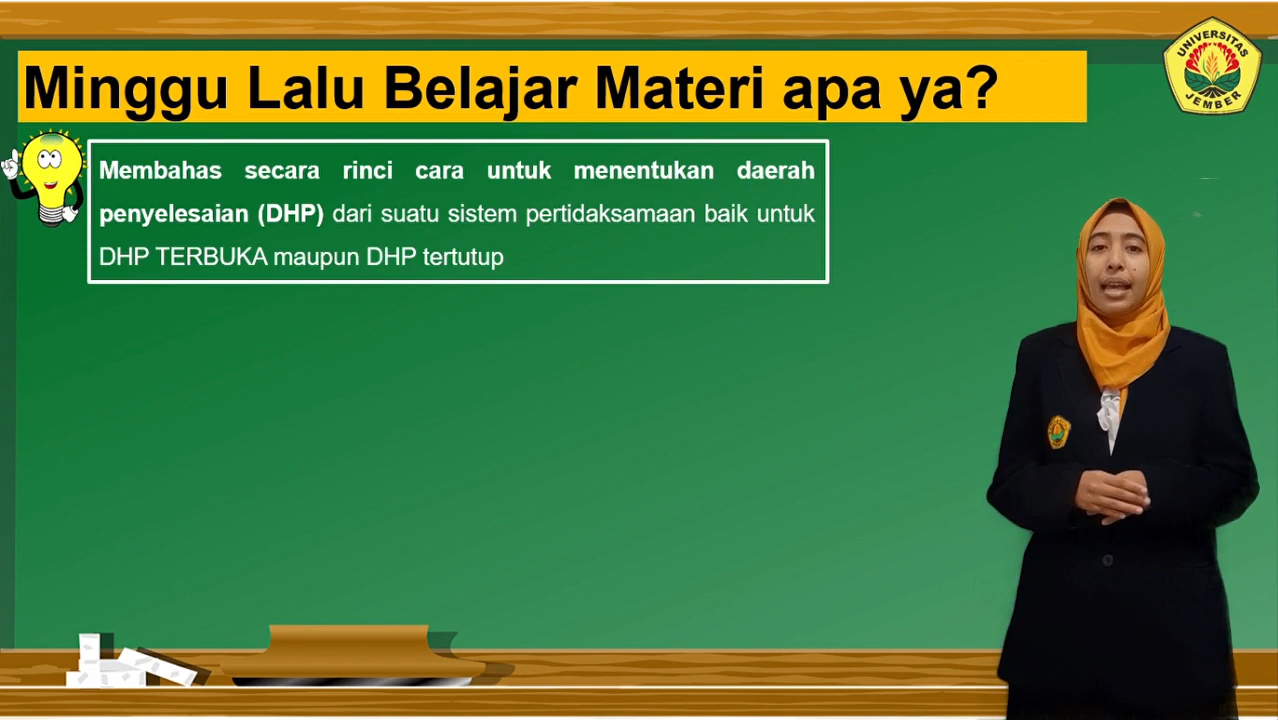 Minggu Lalu Belajar Materi apa ya?
UNIVERSITAS
JEMBER
Membahas secara rinci cara untuk menentukan daerah
penyelesaian (DHP) dari suatu sistem pertidaksamaan baik untuk
DHP TERBUKA maupun DHP tertutup